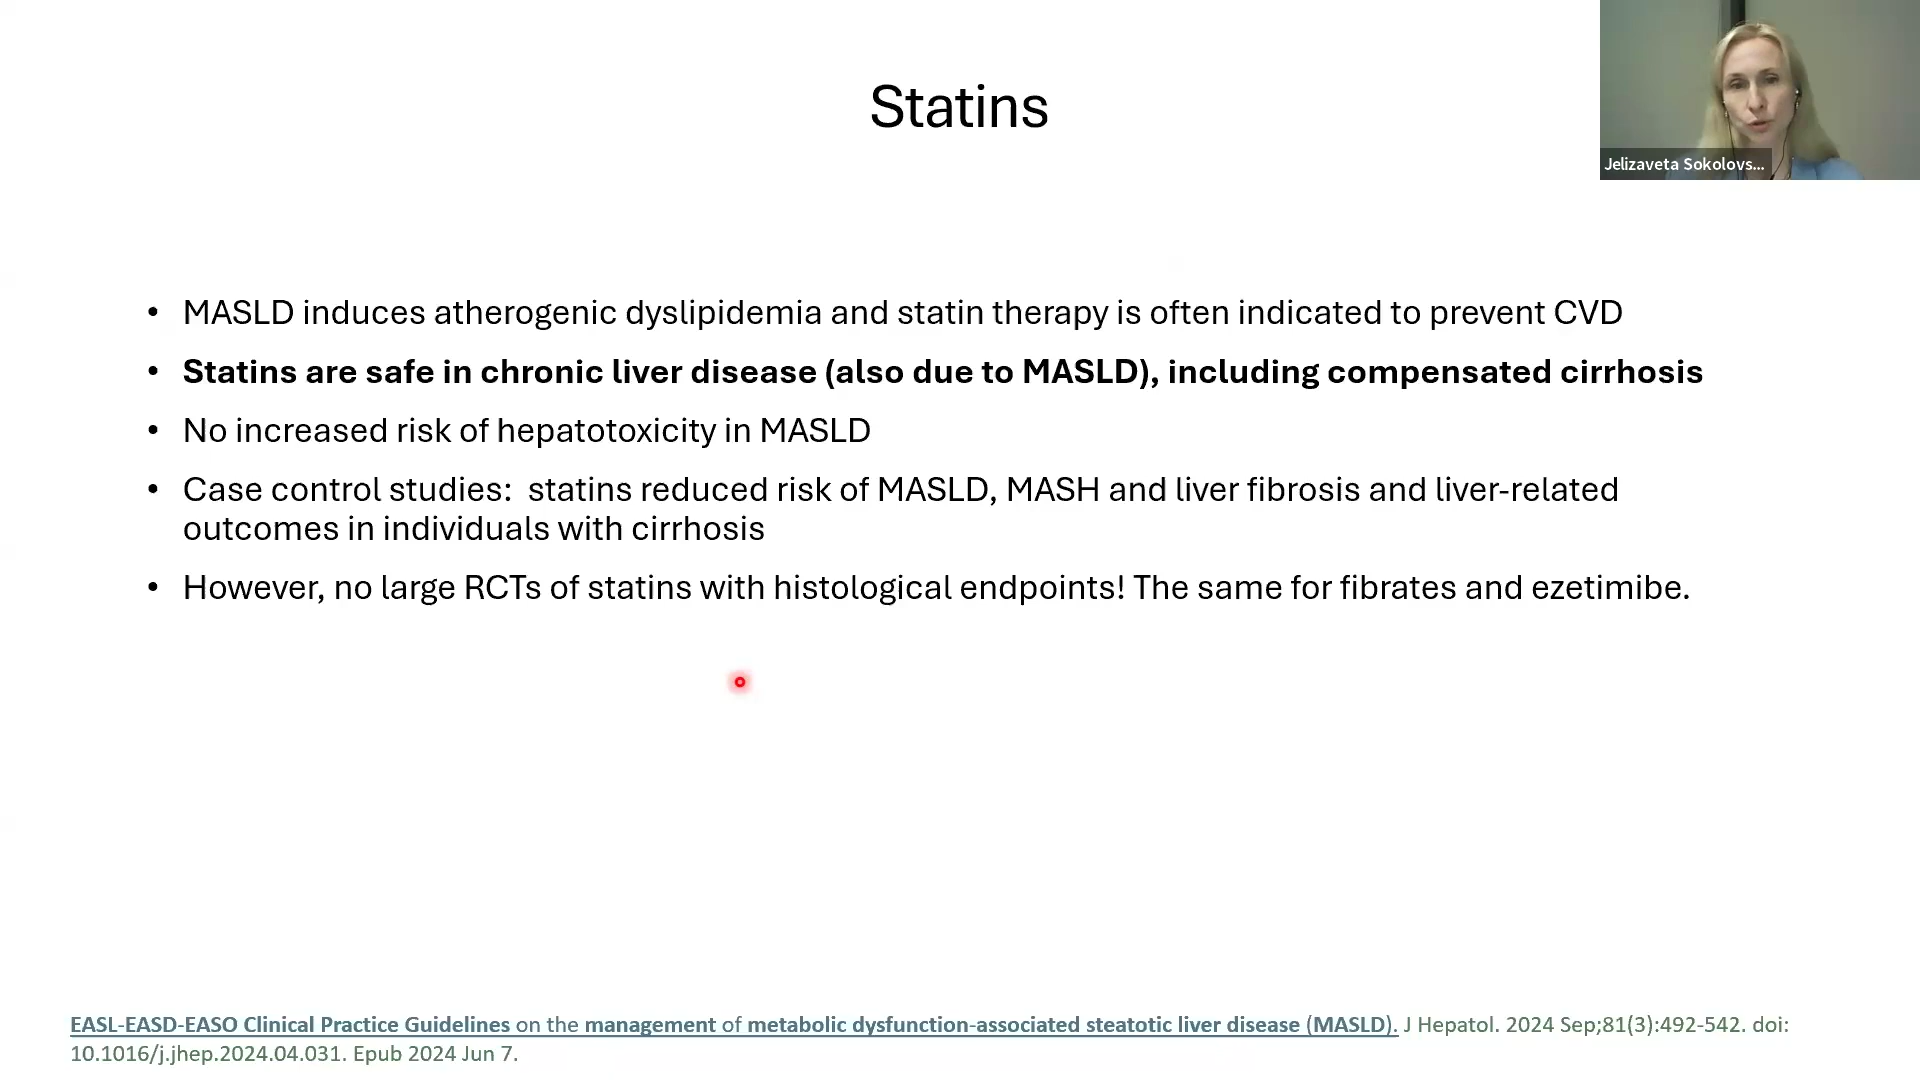 Statins
Jelizaveta Sokolovs...
• MASLD induces atherogenic dyslipidemia and statin therapy is often indicated to prevent CVD
• Statins are safe in chronic liver disease (also due to MASLD), including compensated cirrhosis
• No increased risk of hepatotoxicity in MASLD
• Case control studies:  statins reduced risk of MASLD, MASH and liver fibrosis and liver-related
outcomes in individuals with cirrhosis
• However, no large RCTs of statins with histological endpoints! The same for fibrates and ezetimibe.
EASL-EASD-EASO Clinical Practice Guidelines on the management of metabolic dysfunction-associated steatotic liver disease (MASLD). J Hepatol. 2024 Sep;81(3):492-542. doi:
10.1016/j.jhep.2024.04.031. Epub 2024 Jun 7.